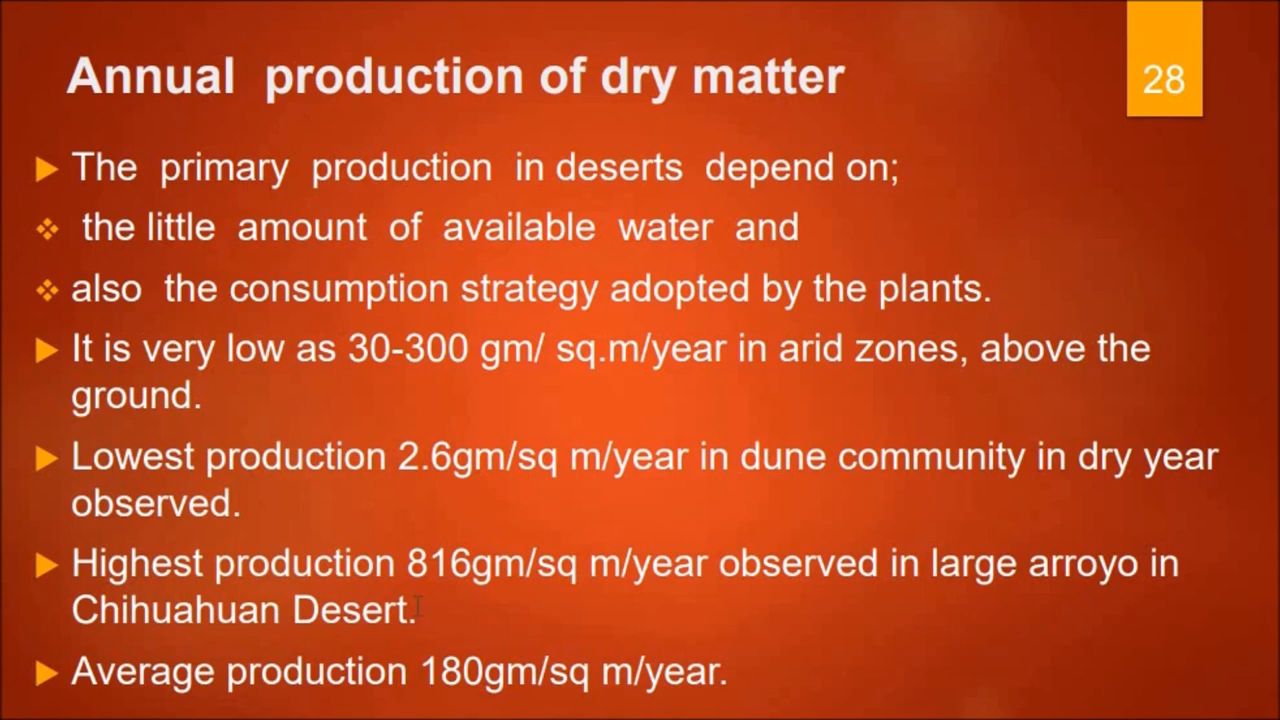 Annual production of dry matter
28
The primary production in deserts depend on;
the little amount of available water and
also the consumption strategy adopted by the plants.
It is very low as 30-300 gm/ sq.m/year in arid zones, above the
ground.
Lowest production 2.6gm/sq m/year in dune community in dry year
observed.
Highest production 816gm/sq m/year observed in large arroyo in
Chihuahuan Desert.
Average production 180gm/sq m/year.